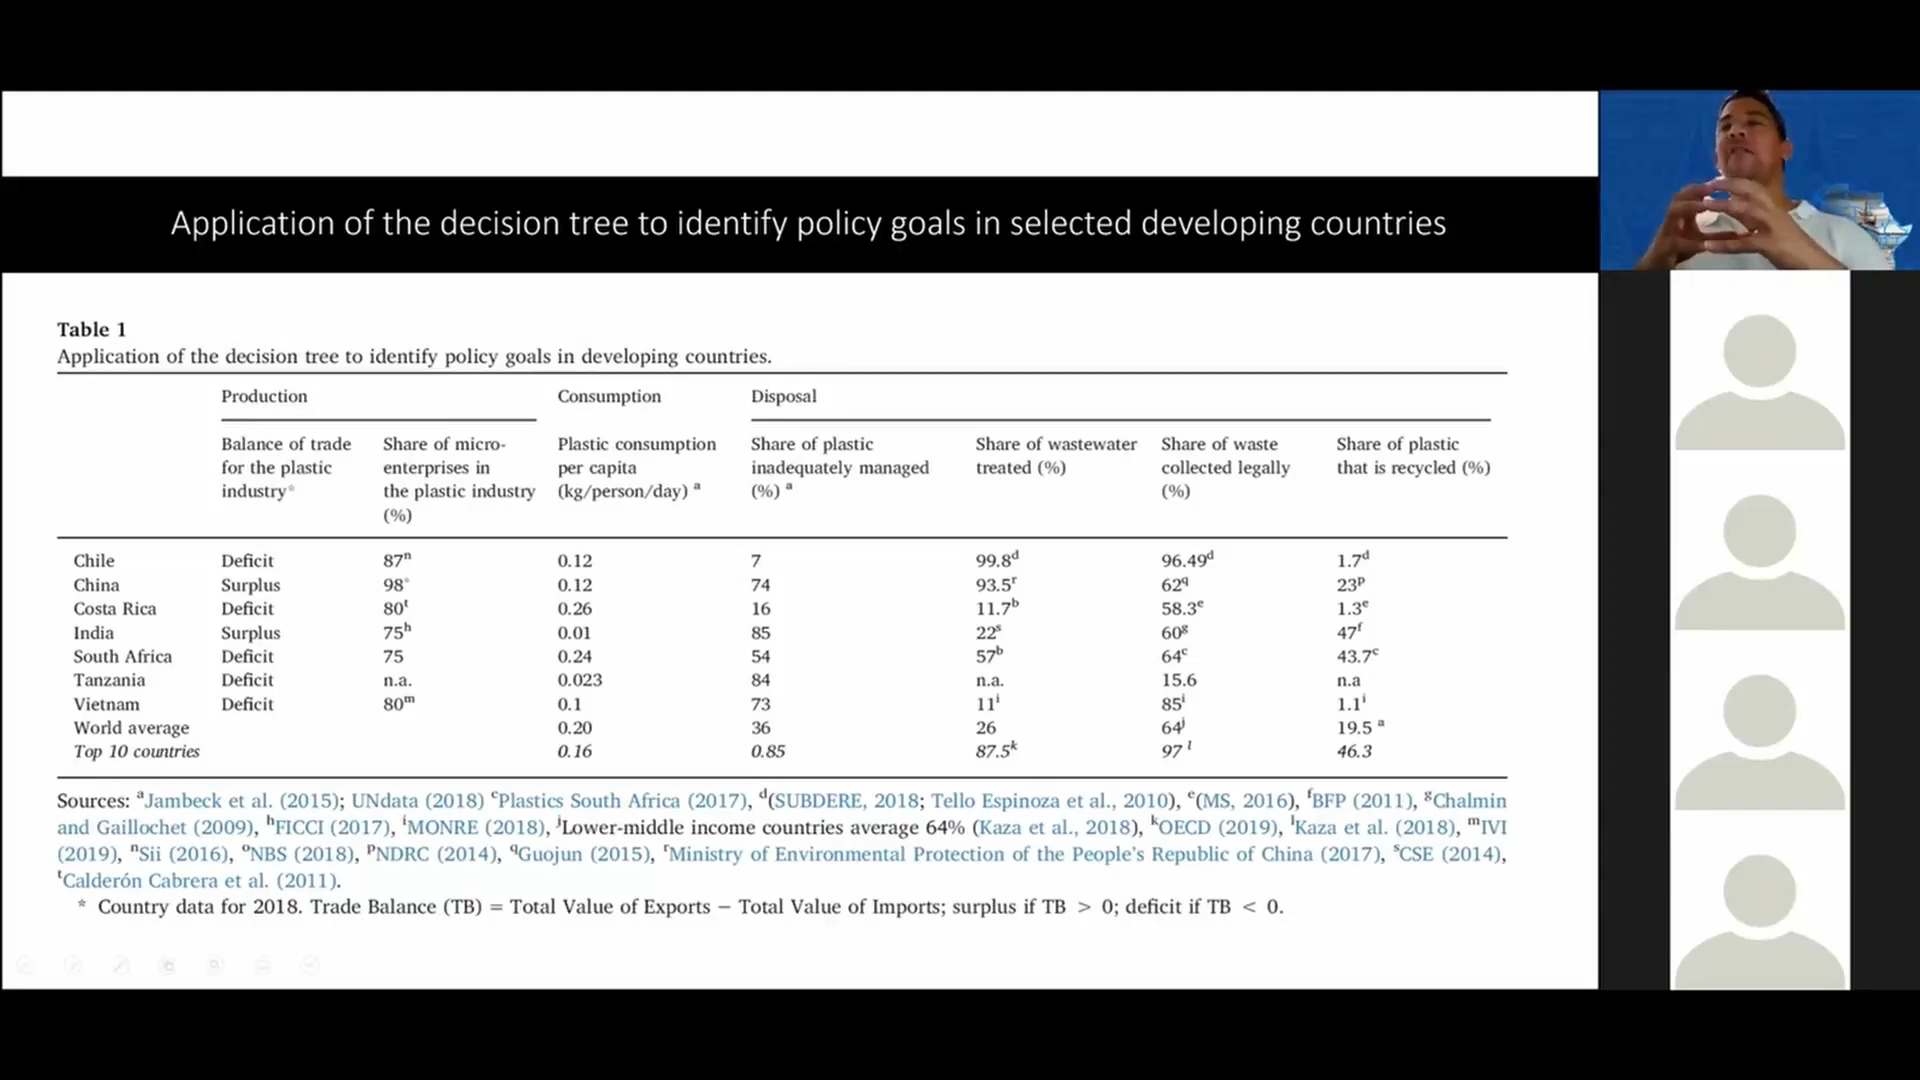 Application of the decision tree to identify policy goals in selected developing countries
Table 1
Application of the decision tree to identify policy goals in developing countries.
Production Consumption Disposal
Balance of trade for the plastic industry* Share of micro-enterprises in the plastic industry (%) Plastic consumption per capita (kg/person/day) a Share of plastic inadequately managed (%) a Share of wastewater treated (%) Share of waste collected legally (%) Share of plastic that is recycled (%)
Chile Deficit 87n 0.12 7 99.8d 96.49d 1.7d
China Surplus 98° 0.12 74 93.5r 62q 23p
Costa Rica Deficit 80t 0.26 16 11.7b 58.3e 1.3e
India Surplus 75h 0.01 85 22s 60g 47f
South Africa Deficit 75 0.24 54 57b 64c 43.7c
Tanzania Deficit n.a. 0.023 84 n.a. 15.6 n.a
Vietnam Deficit 80m 0.1 73 11i 85i 1.1i
World average 0.20 36 26 64j 19.5 a
Top 10 countries 0.16 0.85 87.5k 97 l 46.3
Sources: aJambeck et al. (2015); UNdata (2018) cPlastics South Africa (2017), d(SUBDERE, 2018; Tello Espinoza et al., 2010), e(MS, 2016), fBFP (2011), gChalmin
and Gaillochet (2009), hFICCI (2017), iMONRE (2018), jLower-middle income countries average 64% (Kaza et al., 2018), kOECD (2019), lKaza et al. (2018), mIVI
(2019), nSii (2016), oNBS (2018), pNDRC (2014), qGuojun (2015), rMinistry of Environmental Protection of the People's Republic of China (2017), sCSE (2014),
tCalderón Cabrera et al. (2011).
* Country data for 2018. Trade Balance (TB) = Total Value of Exports − Total Value of Imports; surplus if TB > 0; deficit if TB < 0.